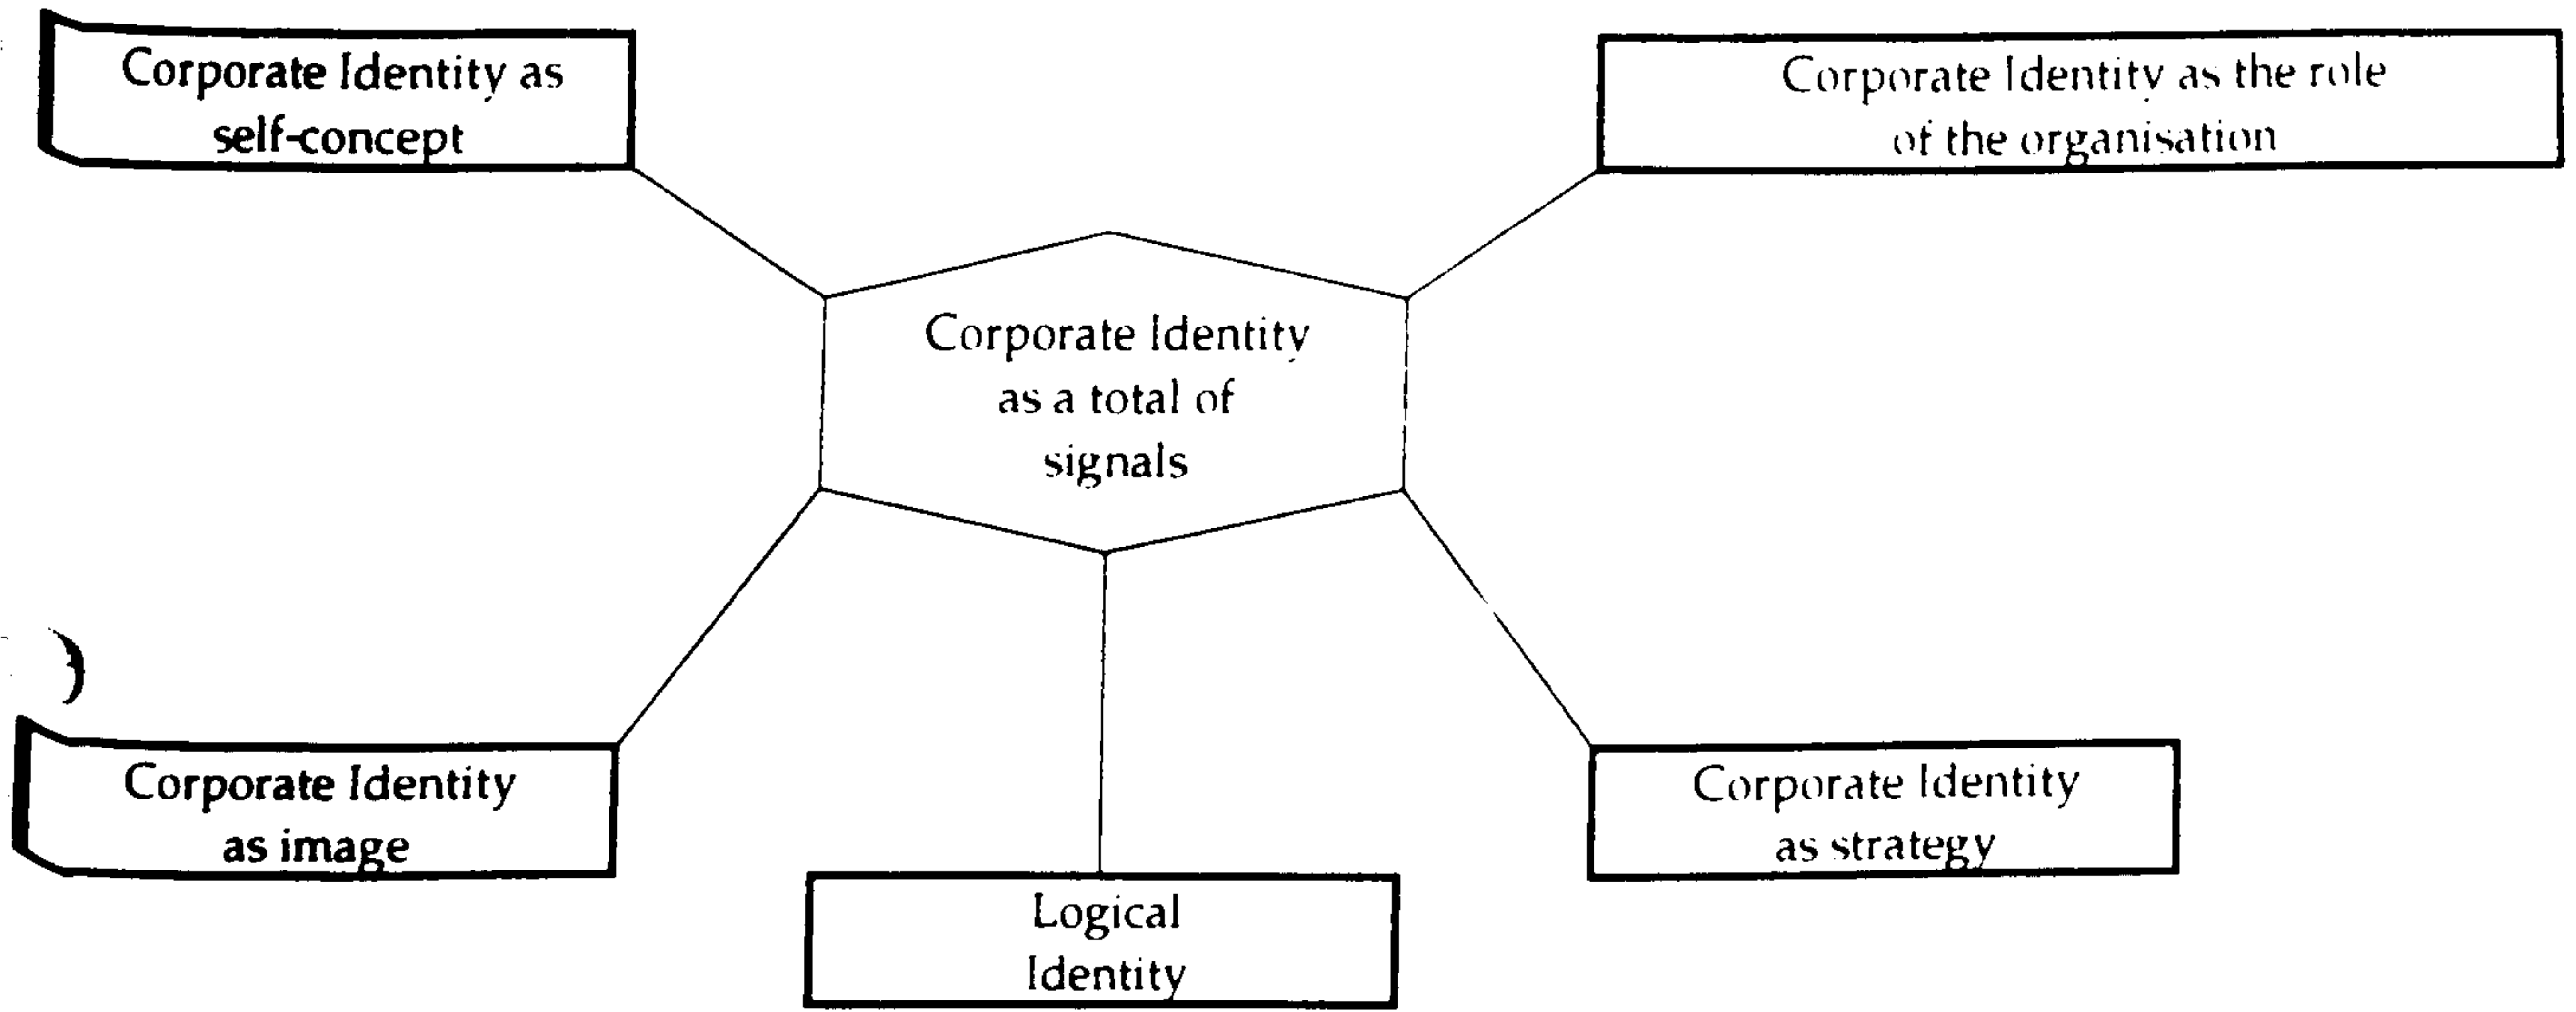 Corporate Identity as
self-concept
Corporate Identity as the role
of the organisation
Corporate Identity
as a total of
signals
Corporate Identity
as image
Corporate Identity
as strategy
Logical
Identity